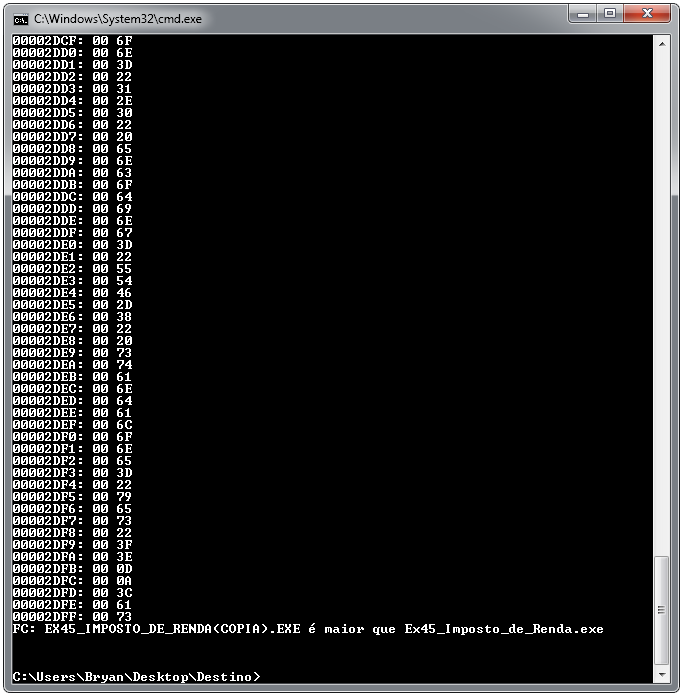 C:\Windows\System32\cmd.exe
00002DCF: 00 6F
00002DD0: 00 6E
00002DD1: 00 3D
00002DD2: 00 22
00002DD3: 00 31
00002DD4: 00 2E
00002DD5: 00 30
00002DD6: 00 22
00002DD7: 00 20
00002DD8: 00 65
00002DD9: 00 6E
00002DDA: 00 63
00002DDB: 00 6F
00002DDC: 00 64
00002DDD: 00 69
00002DDE: 00 6E
00002DDF: 00 67
00002DE0: 00 3D
00002DE1: 00 22
00002DE2: 00 55
00002DE3: 00 54
00002DE4: 00 46
00002DE5: 00 2D
00002DE6: 00 38
00002DE7: 00 22
00002DE8: 00 20
00002DE9: 00 73
00002DEA: 00 74
00002DEB: 00 61
00002DEC: 00 6E
00002DED: 00 64
00002DEE: 00 61
00002DEF: 00 6C
00002DF0: 00 6F
00002DF1: 00 6E
00002DF2: 00 65
00002DF3: 00 3D
00002DF4: 00 22
00002DF5: 00 79
00002DF6: 00 65
00002DF7: 00 73
00002DF8: 00 22
00002DF9: 00 3F
00002DFA: 00 3E
00002DFB: 00 0D
00002DFC: 00 0A
00002DFD: 00 3C
00002DFE: 00 61
00002DFF: 00 73
FC: EX45_IMPOSTO_DE_RENDA(COPIA).EXE é maior que Ex45_Imposto_de_Renda.exe
C:\Users\Bryan\Desktop\Destino>